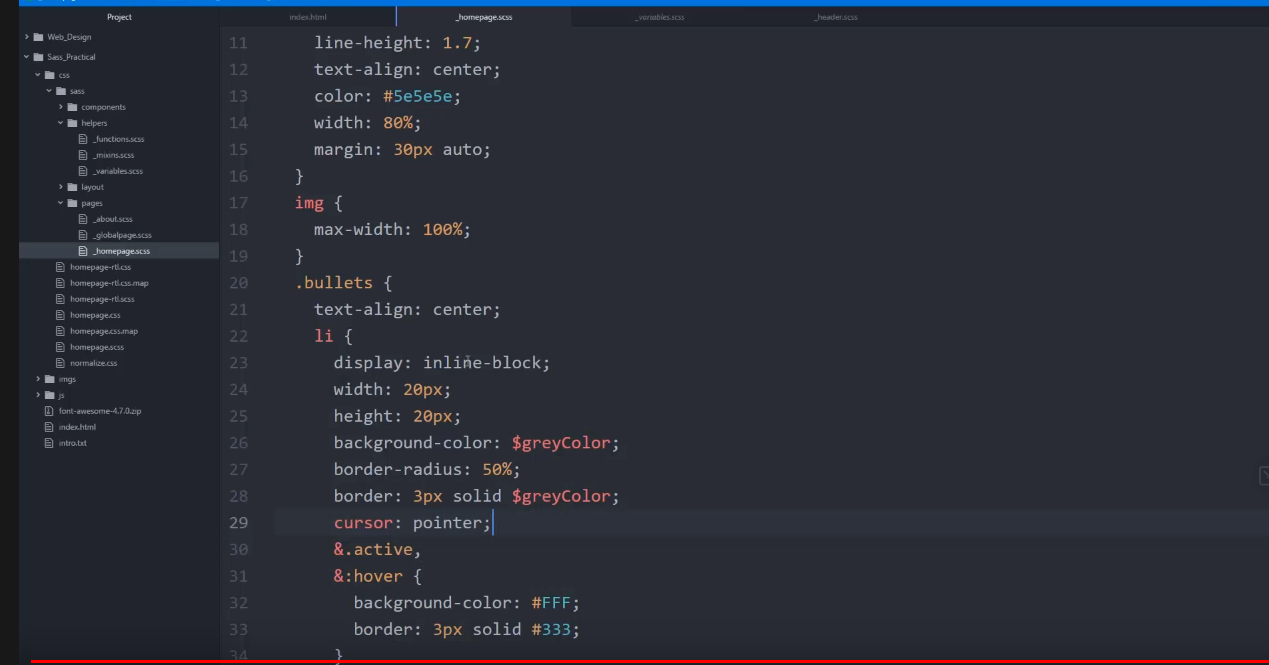 Project
index.html
_homepage.scss
_variables.scss
_header.scss
Web_Design
Sass_Practical
css
sass
components
helpers
_functions.scss
_mixins.scss
_variables.scss
layout
pages
_about.scss
_globalpage.scss
_homepage.scss
homepage-rtl.css
homepage-rtl.css.map
homepage-rtl.scss
homepage.css
homepage.css.map
homepage.scss
normalize.css
imgs
js
font-awesome-4.7.0.zip
index.html
intro.txt
11 line-height: 1.7;
12 text-align: center;
13 color: #5e5e5e;
14 width: 80%;
15 margin: 30px auto;
16 }
17 img {
18 max-width: 100%;
19 }
20 .bullets {
21 text-align: center;
22 li {
23 display: inline-block;
24 width: 20px;
25 height: 20px;
26 background-color: $greyColor;
27 border-radius: 50%;
28 border: 3px solid $greyColor;
29 cursor: pointer;
30 &.active,
31 &:hover {
32 background-color: #FFF;
33 border: 3px solid #333;
34 }